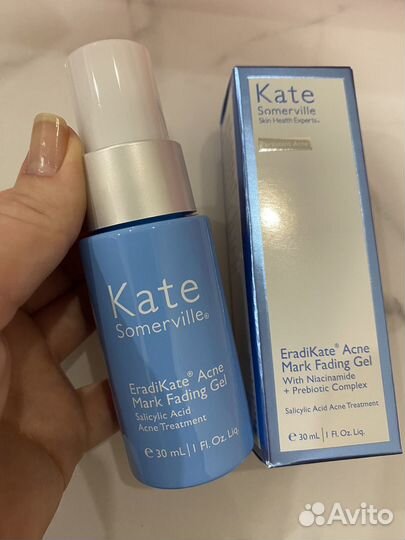 Kate
Somerville®
EradiKate® Acne
Mark Fading Gel
Salicylic Acid
Acne Treatment
℮ 30 mL | 1 Fl. Oz. Liq.
Kate
Somerville
Skin Health Experts™
EradiKate® Acne
Mark Fading Gel
With Niacinamide
+ Prebiotic Complex
Salicylic Acid Acne Treatment
℮ 30 mL | 1 Fl. Oz. Liq.
Avito